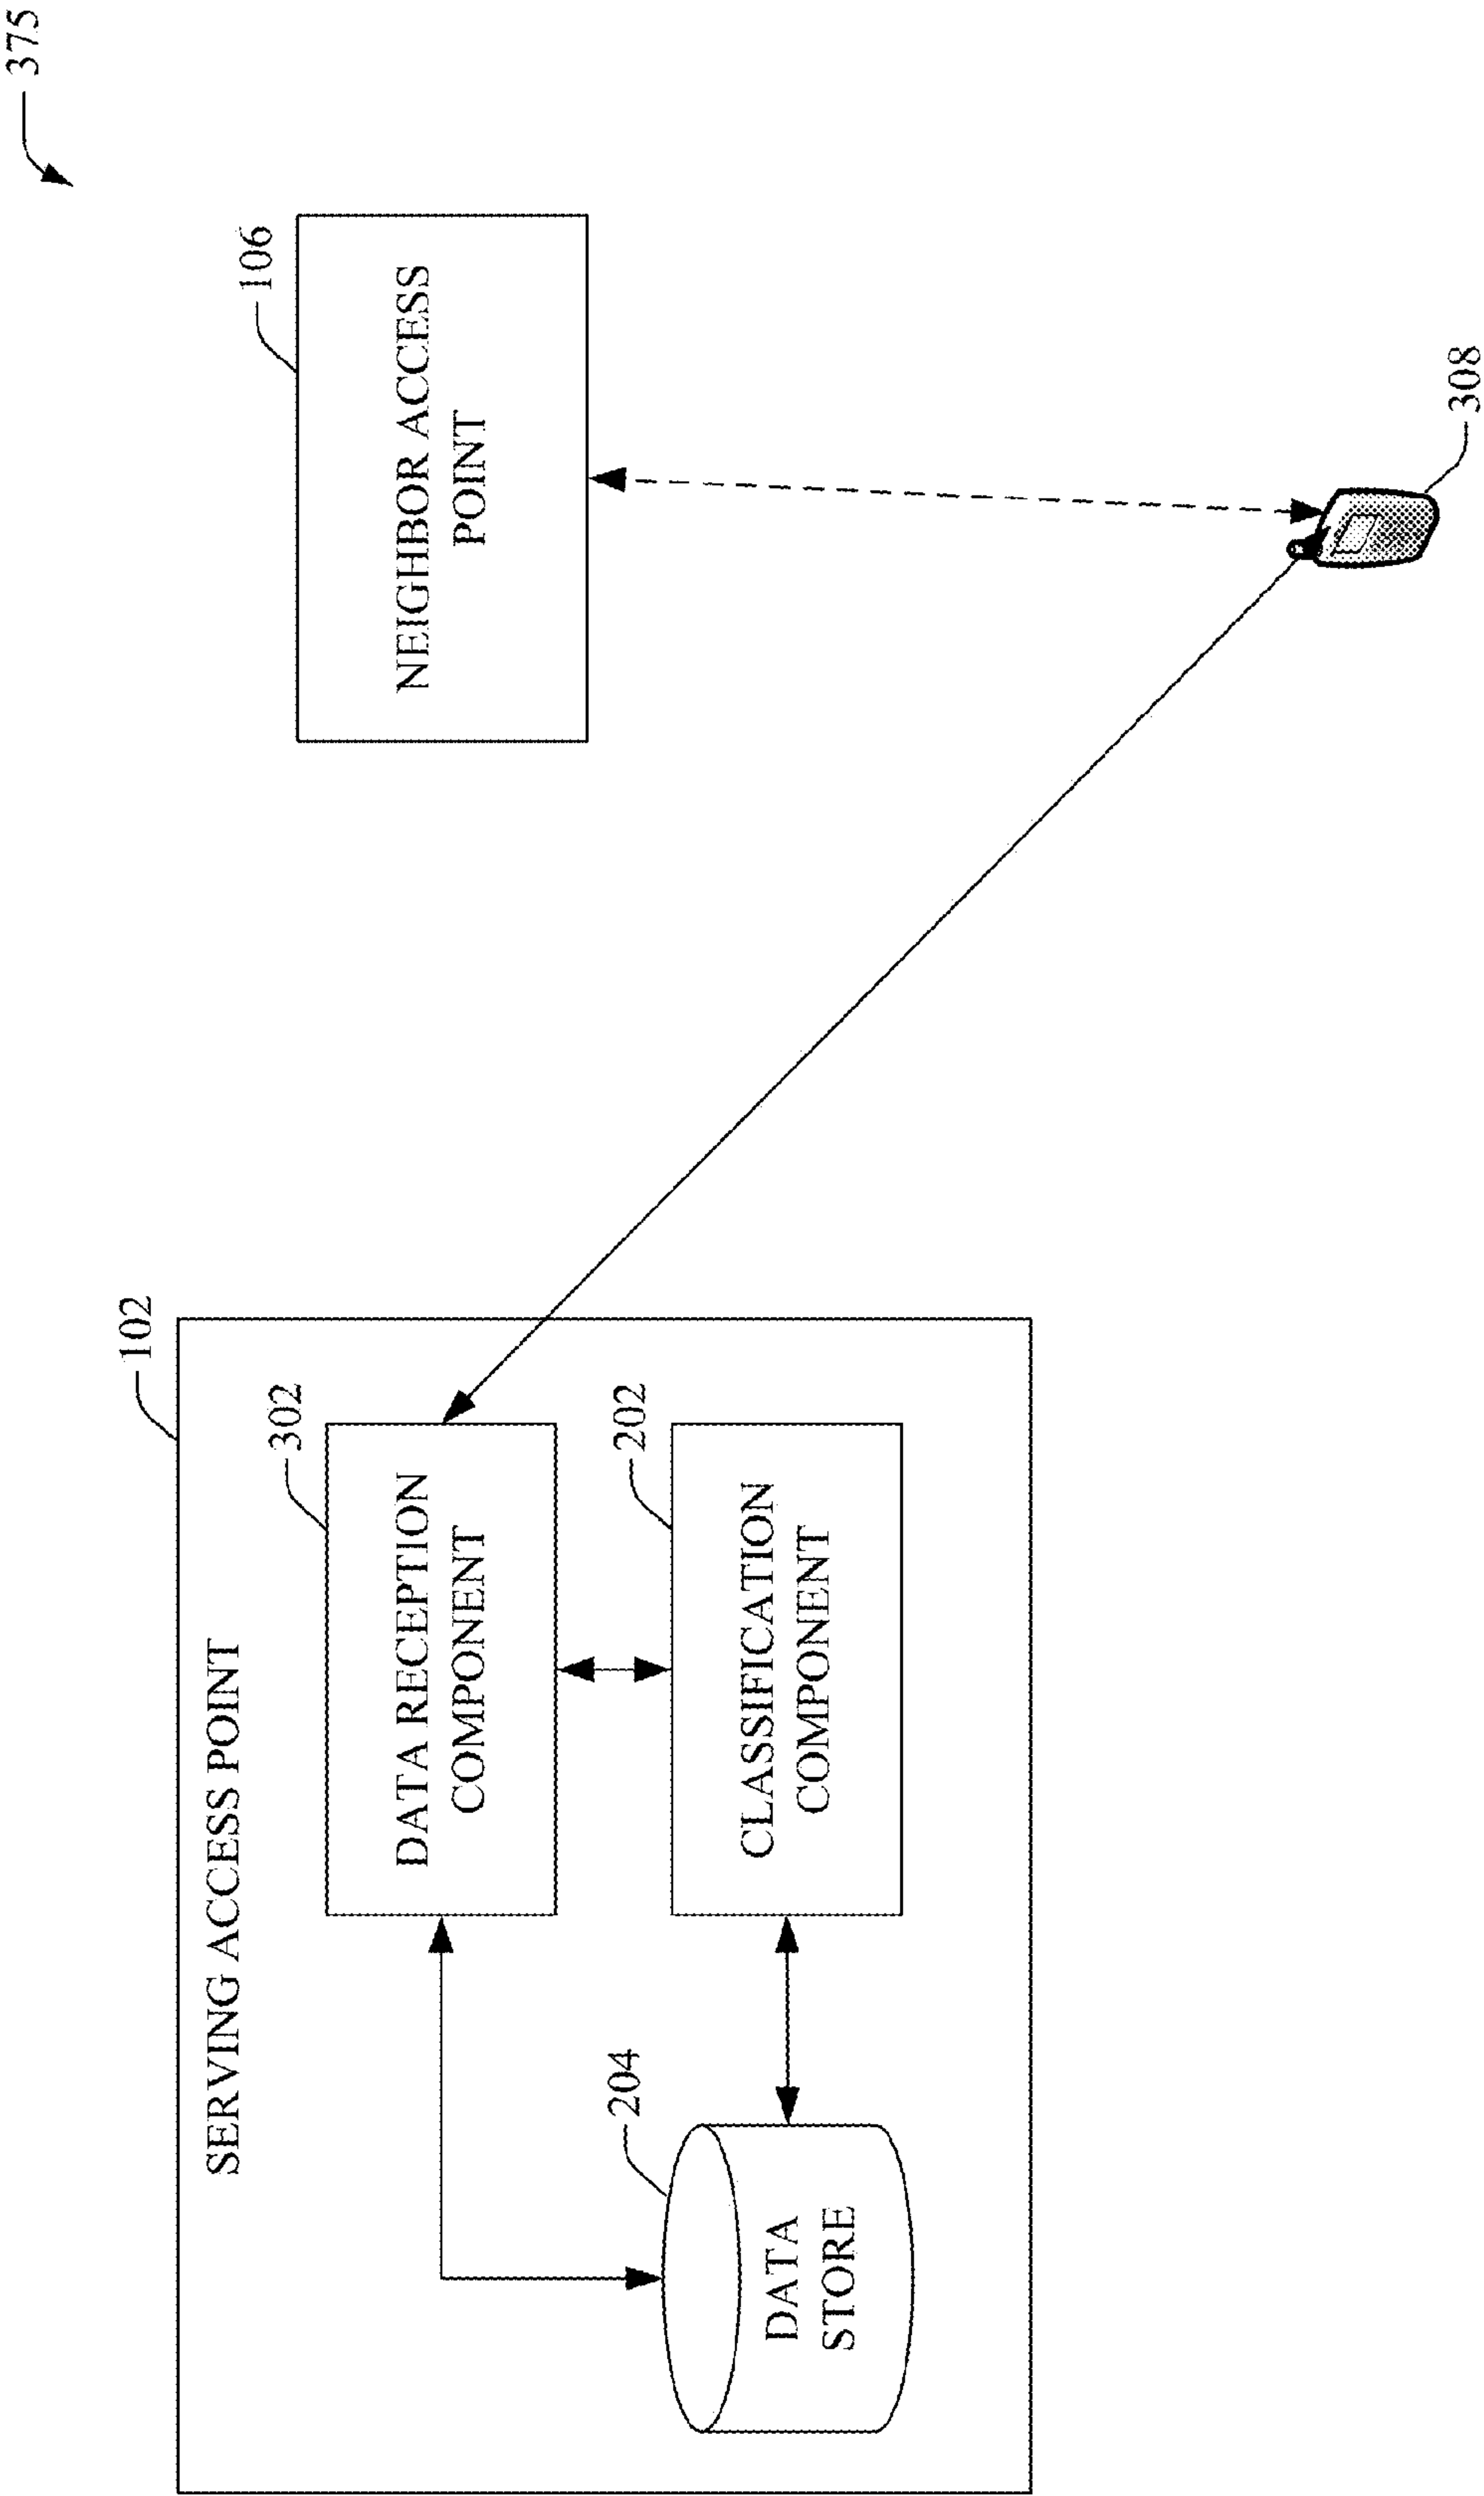 375
102
SERVING ACCESS POINT
302
DATA RECEPTION
COMPONENT
204
DATA
STORE
202
CLASSIFICATION
COMPONENT
106
NEIGHBOR ACCESS
POINT
308